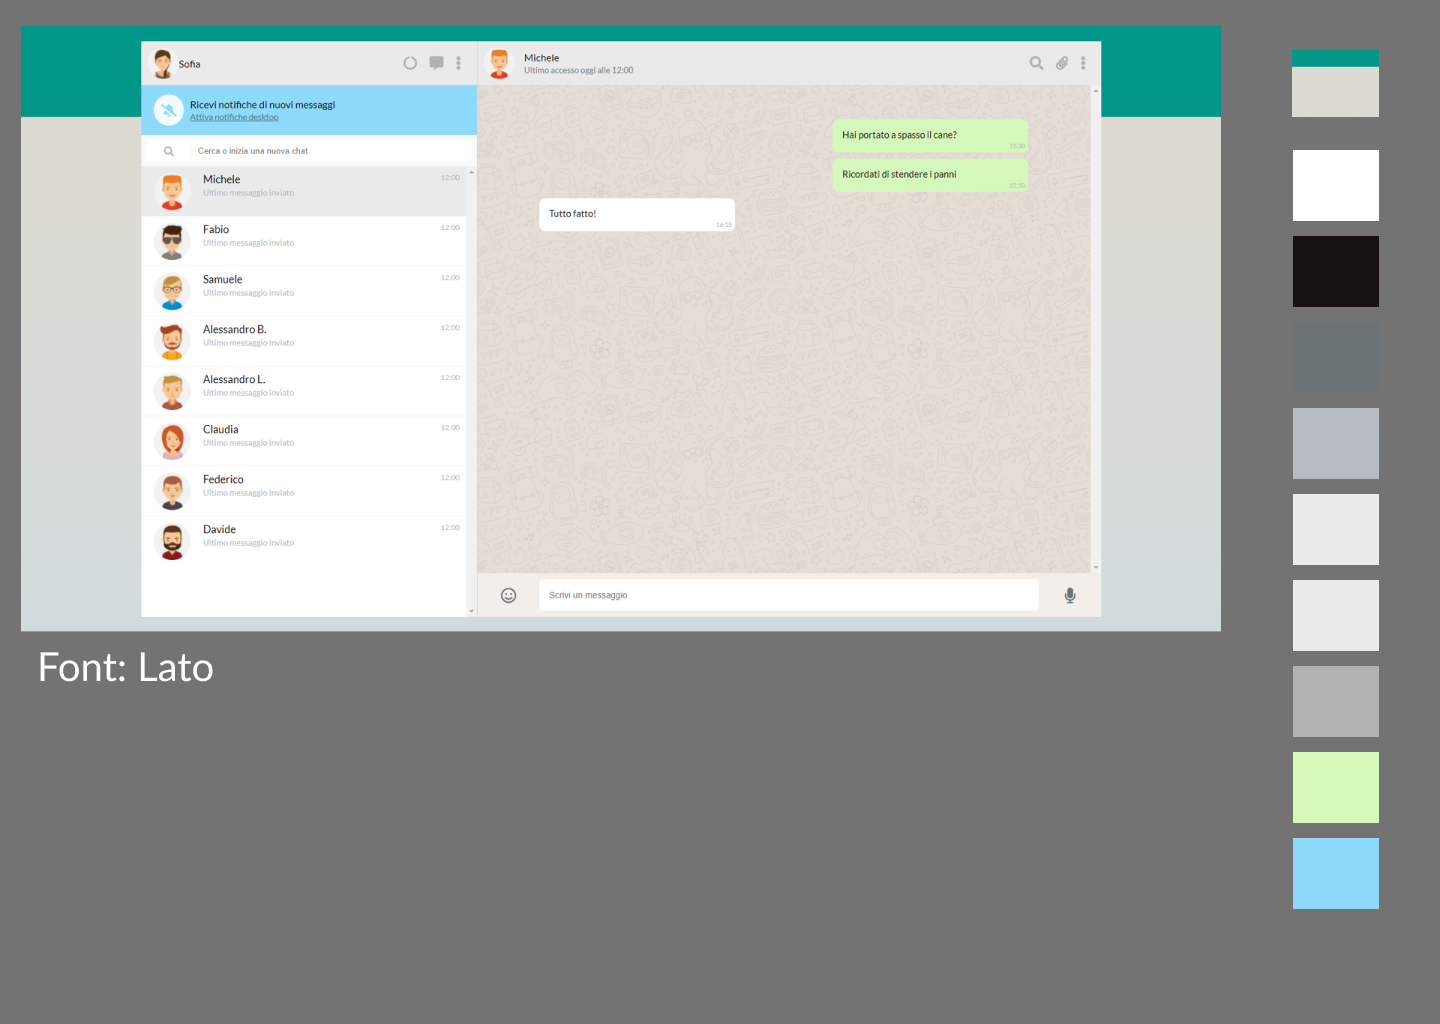 Sofia
Ricevi notifiche di nuovi messaggi
Attiva notifiche desktop
Cerca o inizia una nuova chat
Michele 12:00
Ultimo messaggio inviato
Fabio 12:00
Ultimo messaggio inviato
Samuele 12:00
Ultimo messaggio inviato
Alessandro B. 12:00
Ultimo messaggio inviato
Alessandro L. 12:00
Ultimo messaggio inviato
Claudia 12:00
Ultimo messaggio inviato
Federico 12:00
Ultimo messaggio inviato
Davide 12:00
Ultimo messaggio inviato
Michele
Ultimo accesso oggi alle 12:00
Hai portato a spasso il cane?
15:30
Ricordati di stendere i panni
15:50
Tutto fatto!
16:15
Scrivi un messaggio
Font: Lato